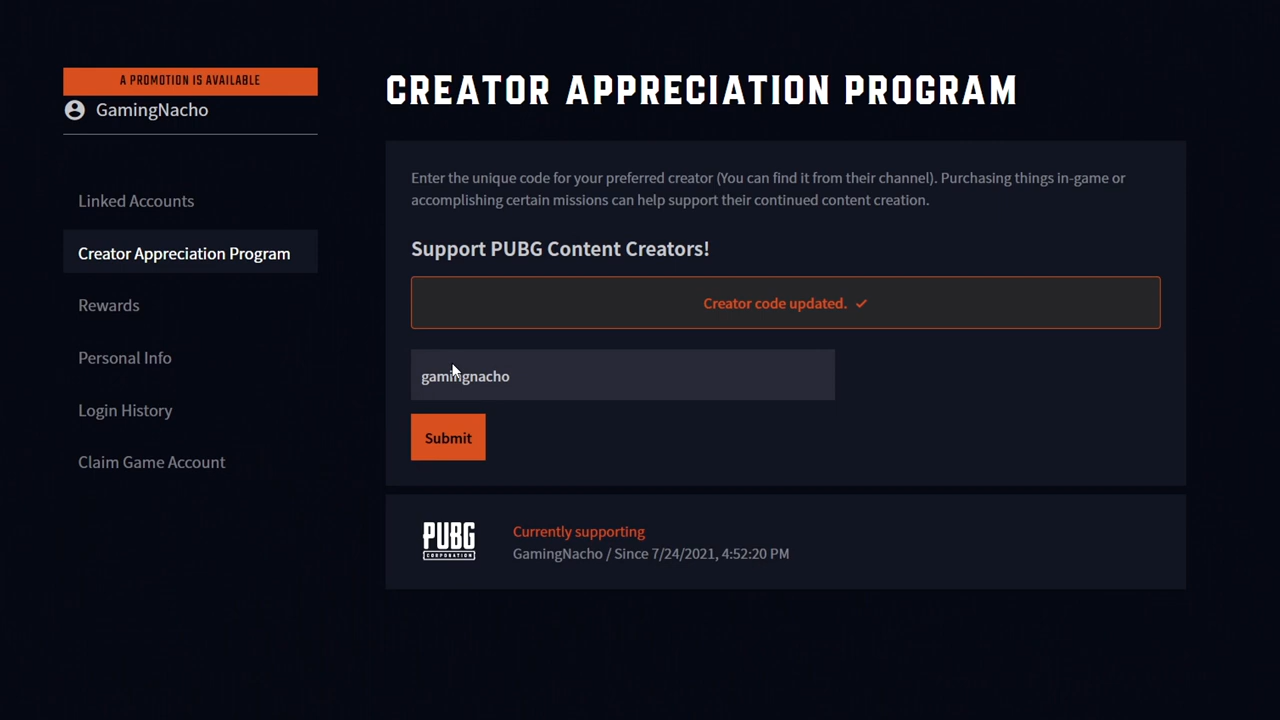 A PROMOTION IS AVAILABLE
GamingNacho
Linked Accounts
Creator Appreciation Program
Rewards
Personal Info
Login History
Claim Game Account
CREATOR APPRECIATION PROGRAM
Enter the unique code for your preferred creator (You can find it from their channel). Purchasing things in-game or
accomplishing certain missions can help support their continued content creation.
Support PUBG Content Creators!
Creator code updated. ✓
gamingnacho
Submit
PUBG
CORPORATION
Currently supporting
GamingNacho / Since 7/24/2021, 4:52:20 PM